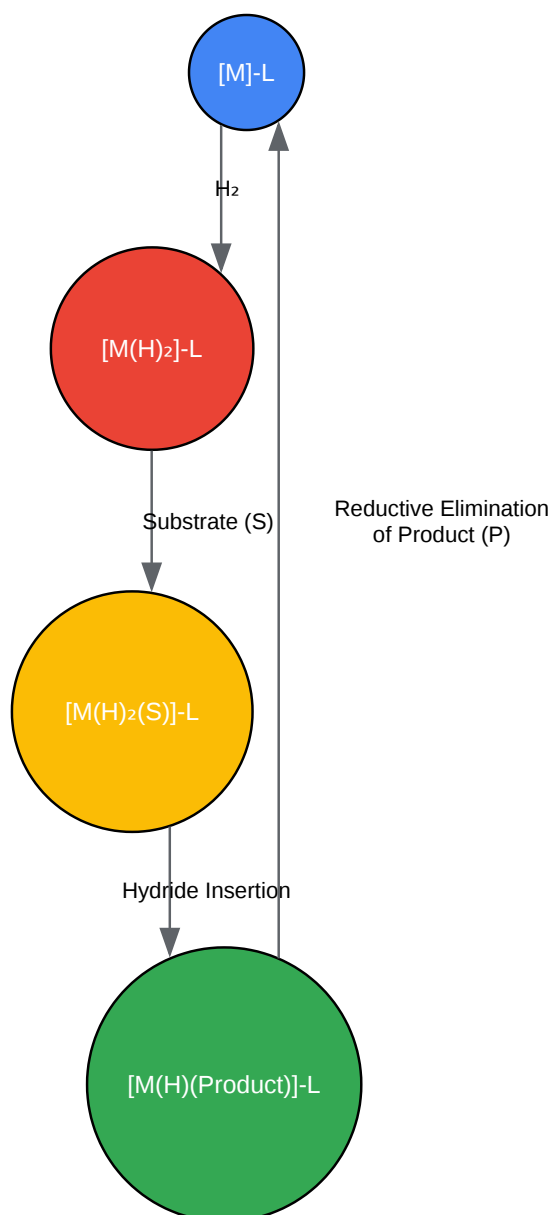 [M]-L
H₂
[M(H)₂]-L
Substrate (S)
Reductive Elimination
of Product (P)
[M(H)₂(S)]-L
Hydride Insertion
[M(H)(Product)]-L